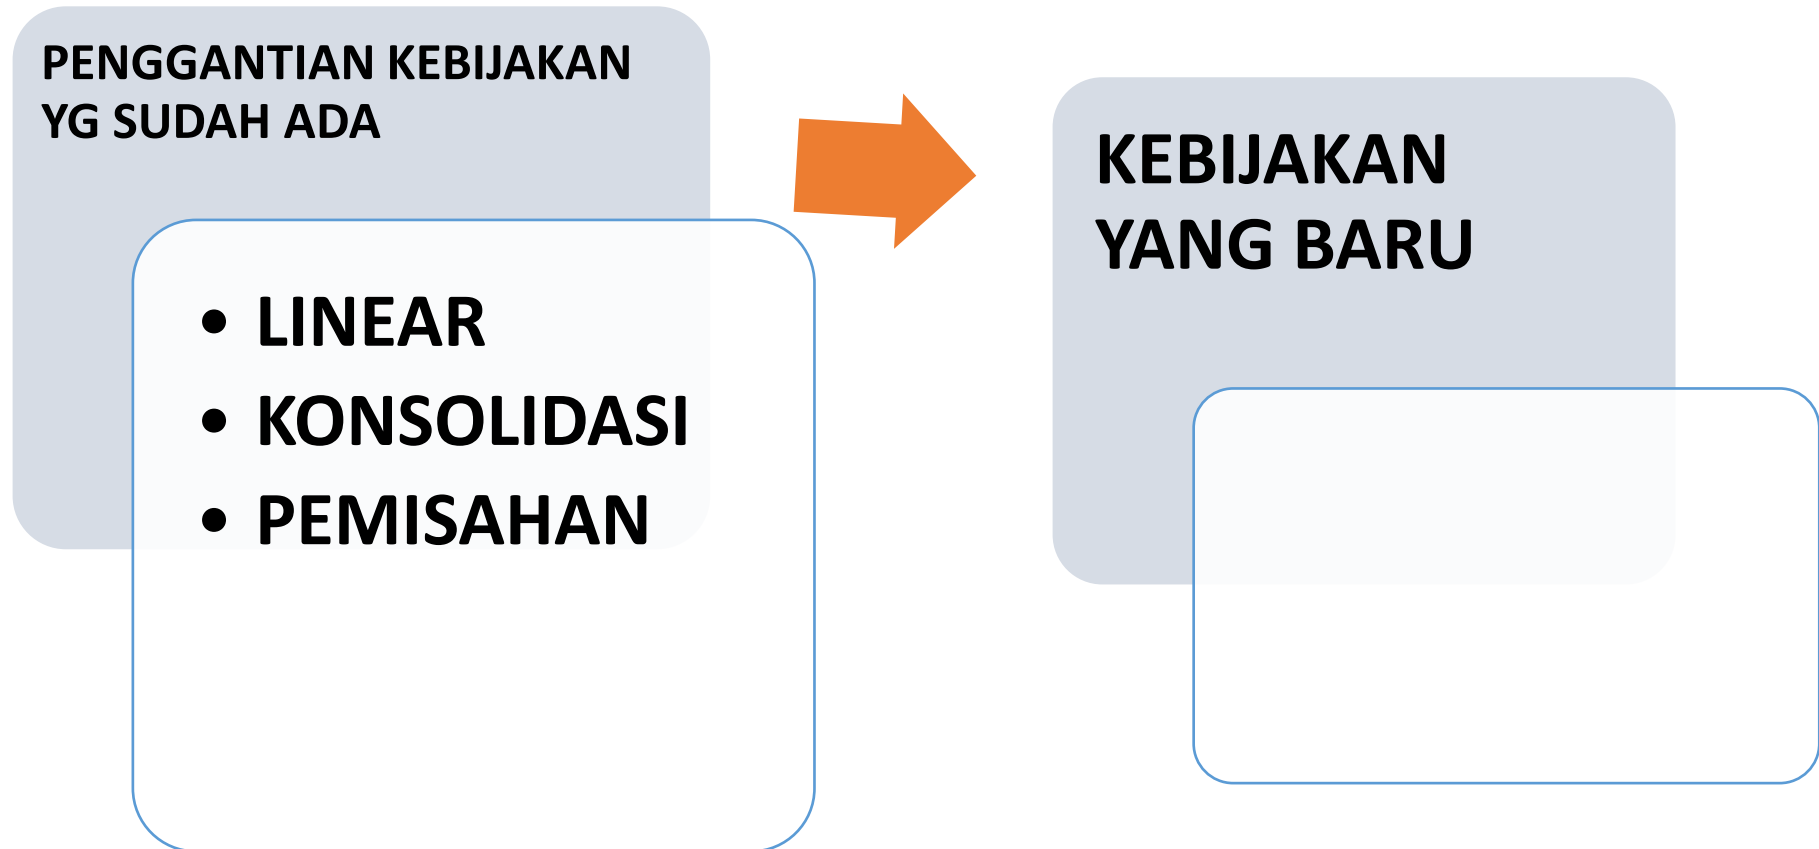 PENGGANTIAN KEBIJAKAN
YG SUDAH ADA
• LINEAR
• KONSOLIDASI
• PEMISAHAN
KEBIJAKAN
YANG BARU